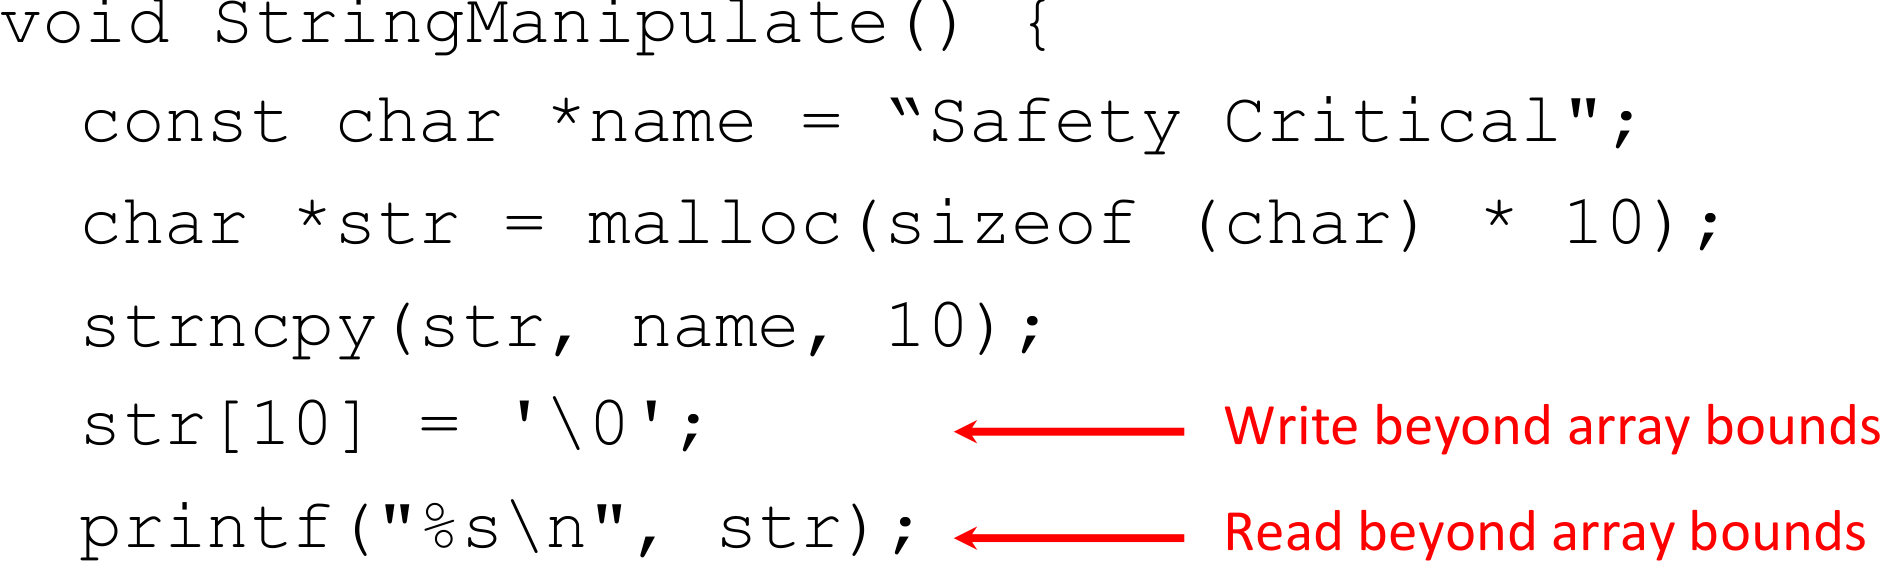 void StringManipulate() {
const char *name = “Safety Critical";
char *str = malloc(sizeof (char) * 10);
strncpy(str, name, 10);
str[10] = '\0'; Write beyond array bounds
printf("%s\n", str); Read beyond array bounds